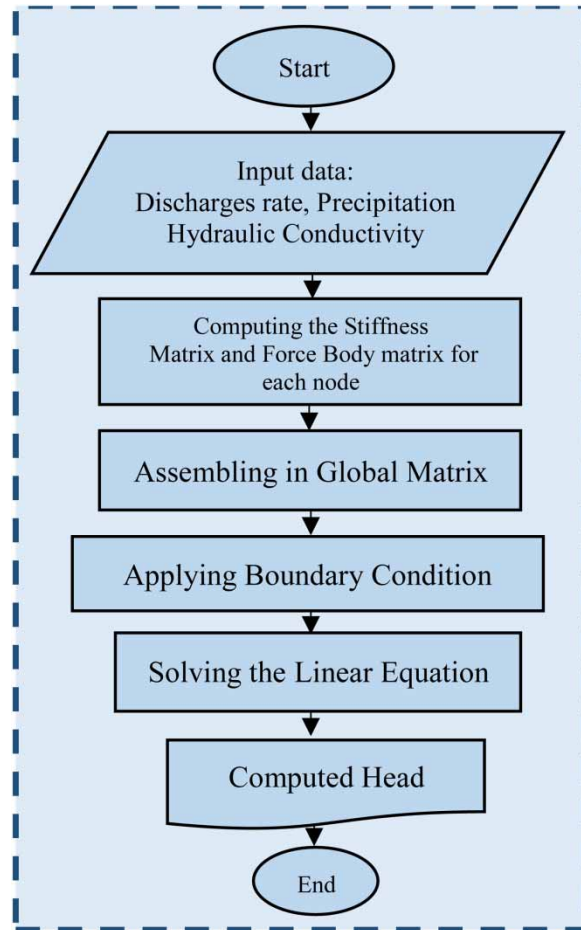 Start
Input data:
Discharges rate, Precipitation
Hydraulic Conductivity
Computing the Stiffness
Matrix and Force Body matrix for
each node
Assembling in Global Matrix
Applying Boundary Condition
Solving the Linear Equation
Computed Head
End